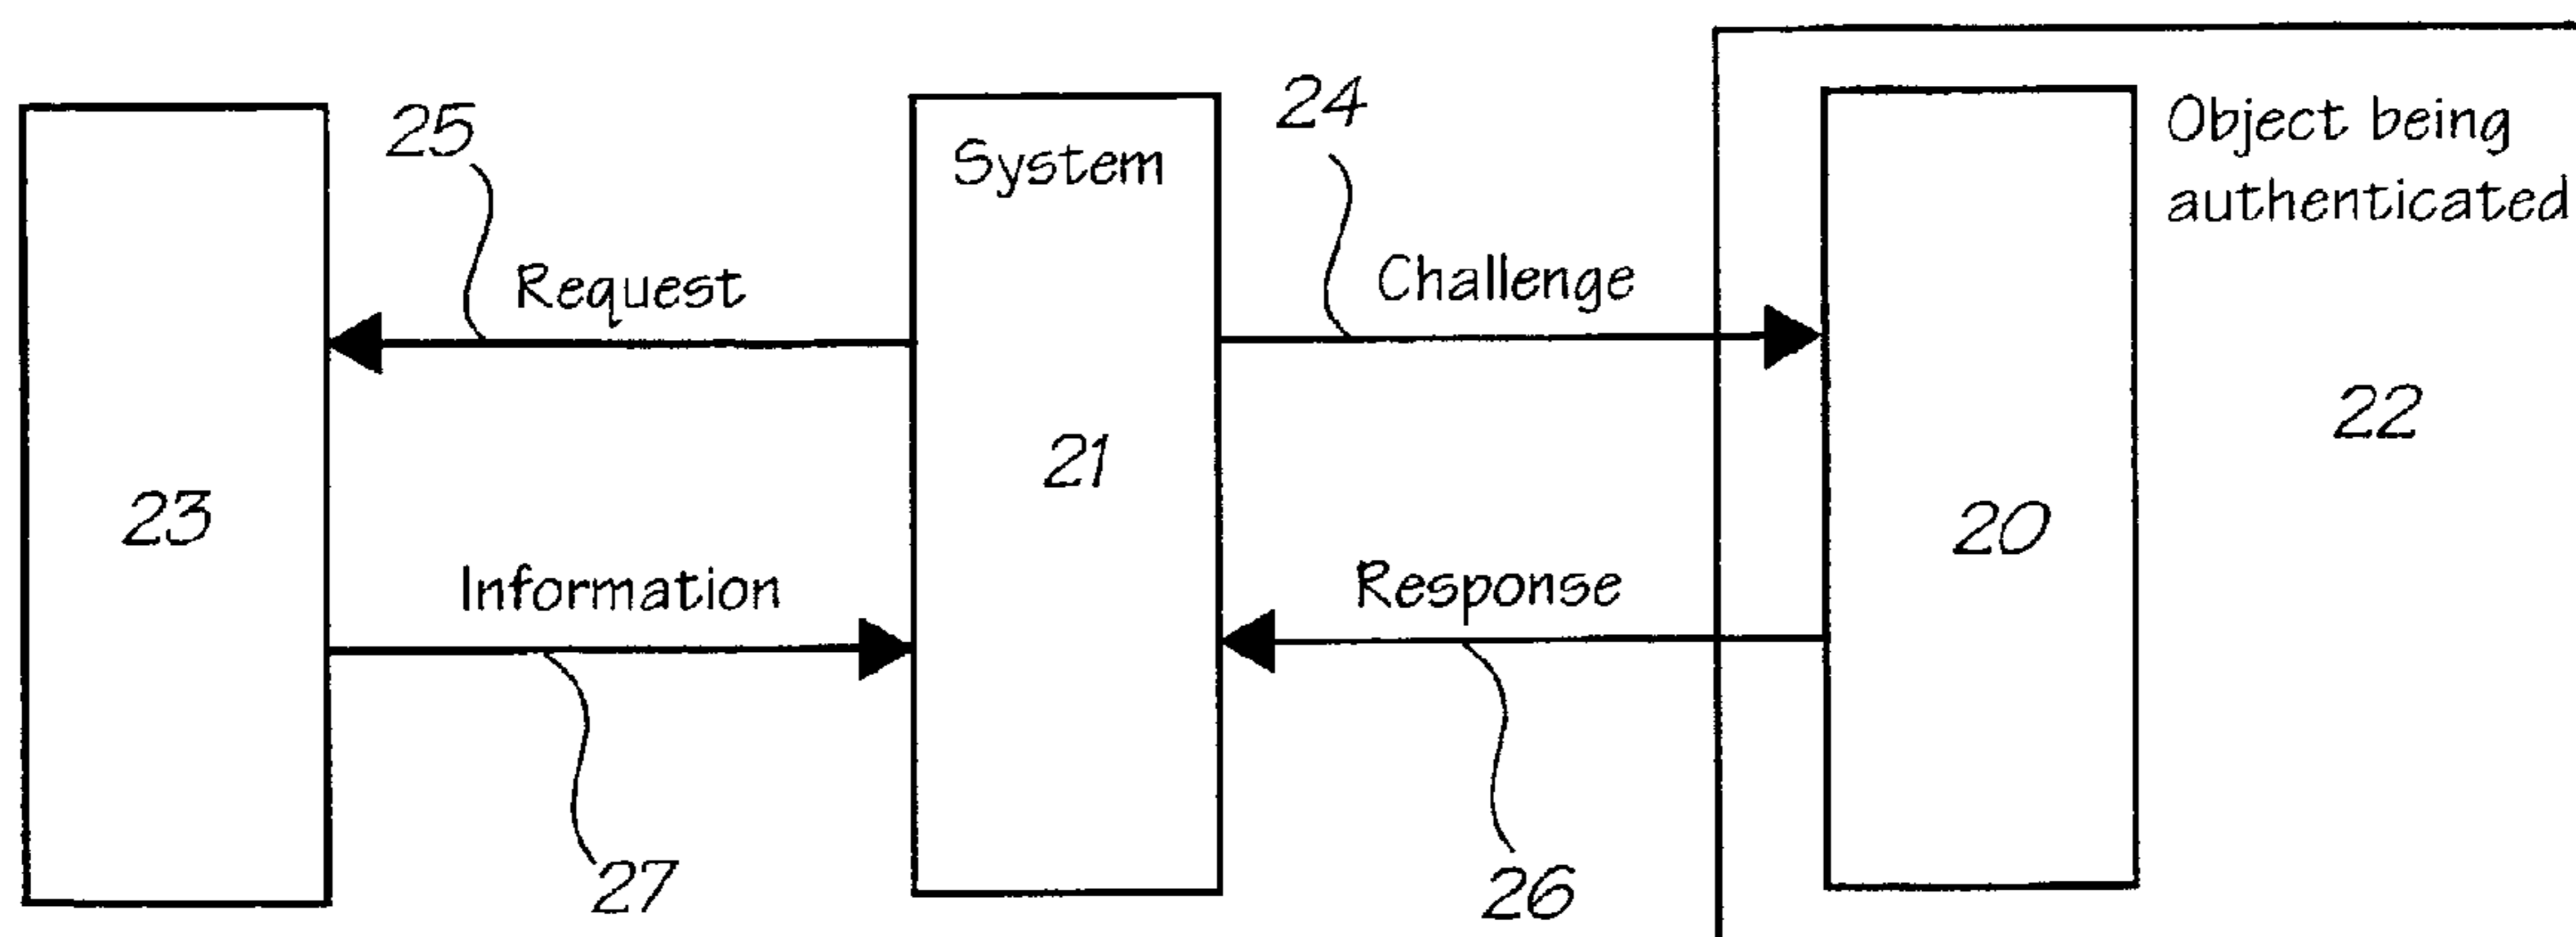 25
24
Object being
authenticated
System
Request
Challenge
22
21
23
20
Information
Response
27
26